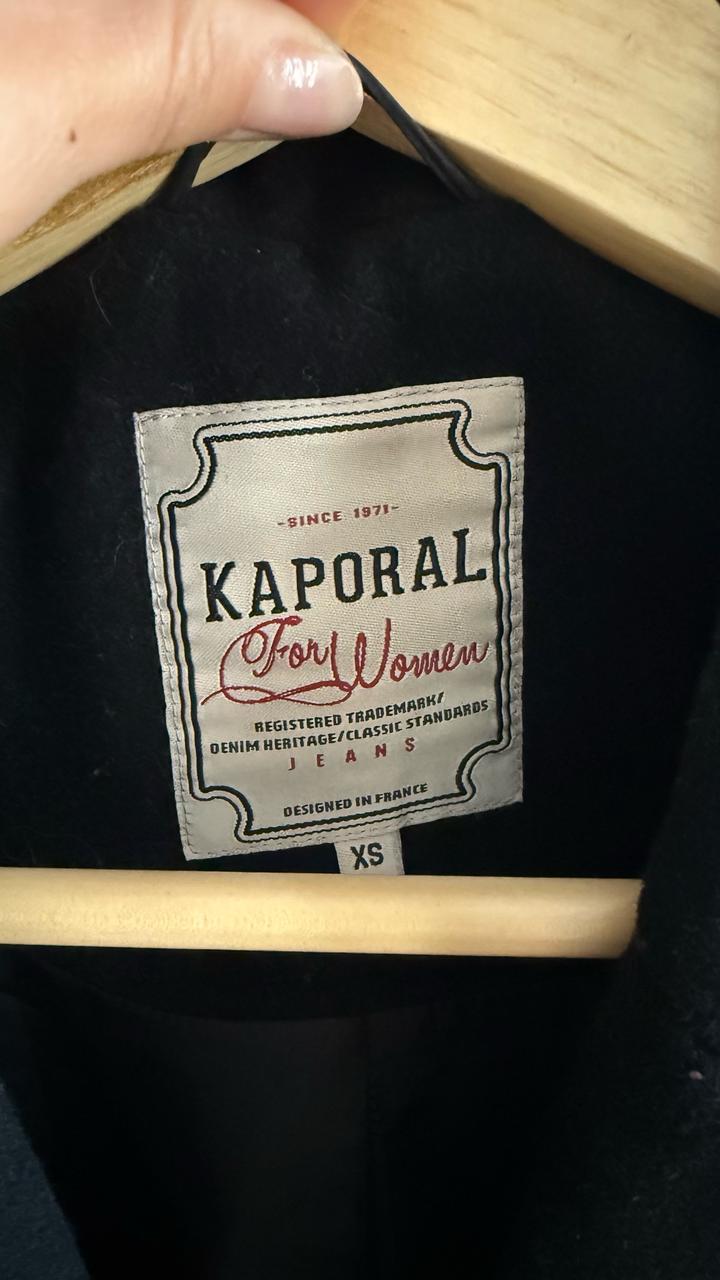 -SINCE 1971-
KAPORAL
For Women
REGISTERED TRADEMARK/
DENIM HERITAGE/CLASSIC STANDARDS
JEANS
DESIGNED IN FRANCE
XS